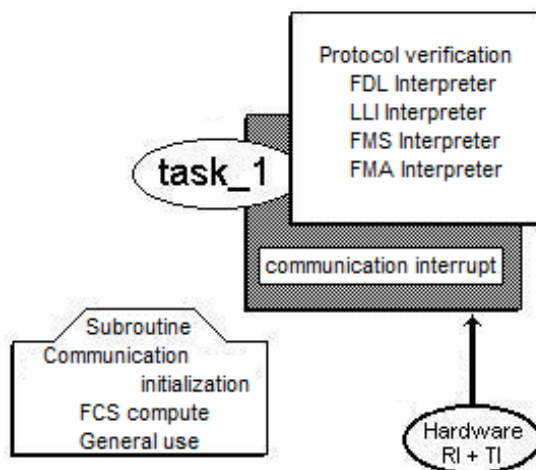 Protocol verification
FDL Interpreter
LLI Interpreter
FMS Interpreter
FMA Interpreter
task_1
communication interrupt
Subroutine
Communication
initialization
FCS compute
General use
Hardware
RI + TI